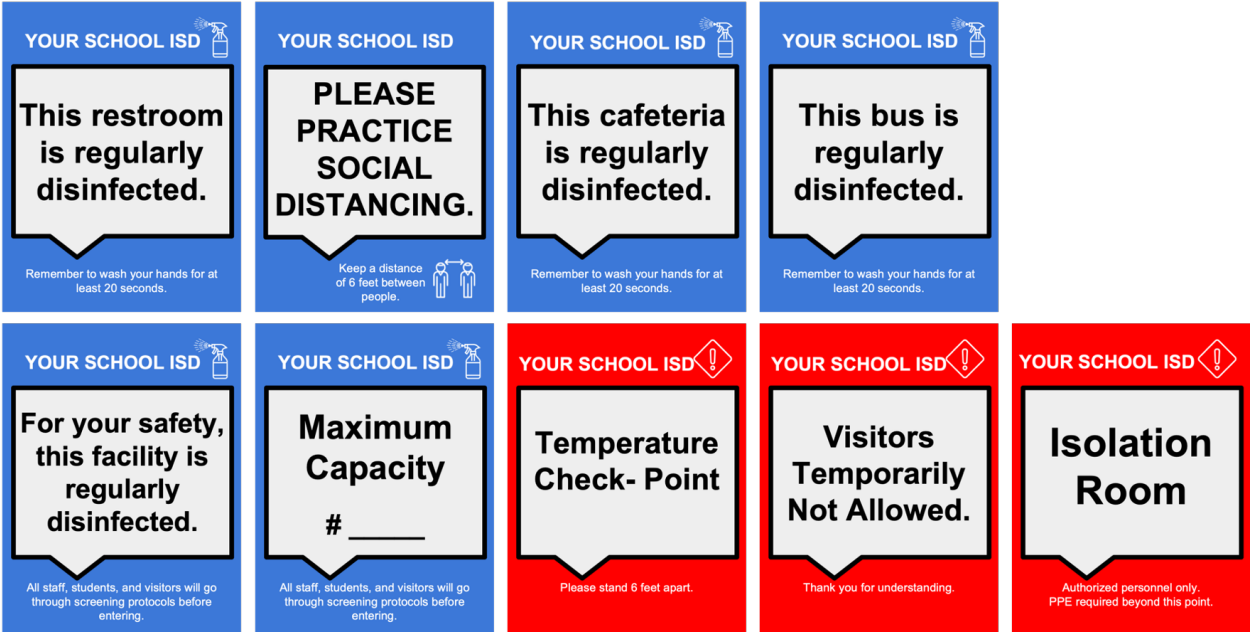 YOUR SCHOOL ISD
This restroom
is regularly
disinfected.
Remember to wash your hands for at
least 20 seconds.
YOUR SCHOOL ISD
PLEASE
PRACTICE
SOCIAL
DISTANCING.
Keep a distance
of 6 feet between
people.
YOUR SCHOOL ISD
This cafeteria
is regularly
disinfected.
Remember to wash your hands for at
least 20 seconds.
YOUR SCHOOL ISD
This bus is
regularly
disinfected.
Remember to wash your hands for at
least 20 seconds.
YOUR SCHOOL ISD
For your safety,
this facility is
regularly
disinfected.
All staff, students, and visitors will go
through screening protocols before
entering.
YOUR SCHOOL ISD
Maximum
Capacity
# _____
All staff, students, and visitors will go
through screening protocols before
entering.
YOUR SCHOOL ISD
Temperature
Check- Point
Please stand 6 feet apart.
YOUR SCHOOL ISD
Visitors
Temporarily
Not Allowed.
Thank you for understanding.
YOUR SCHOOL ISD
Isolation
Room
Authorized personnel only.
PPE required beyond this point.